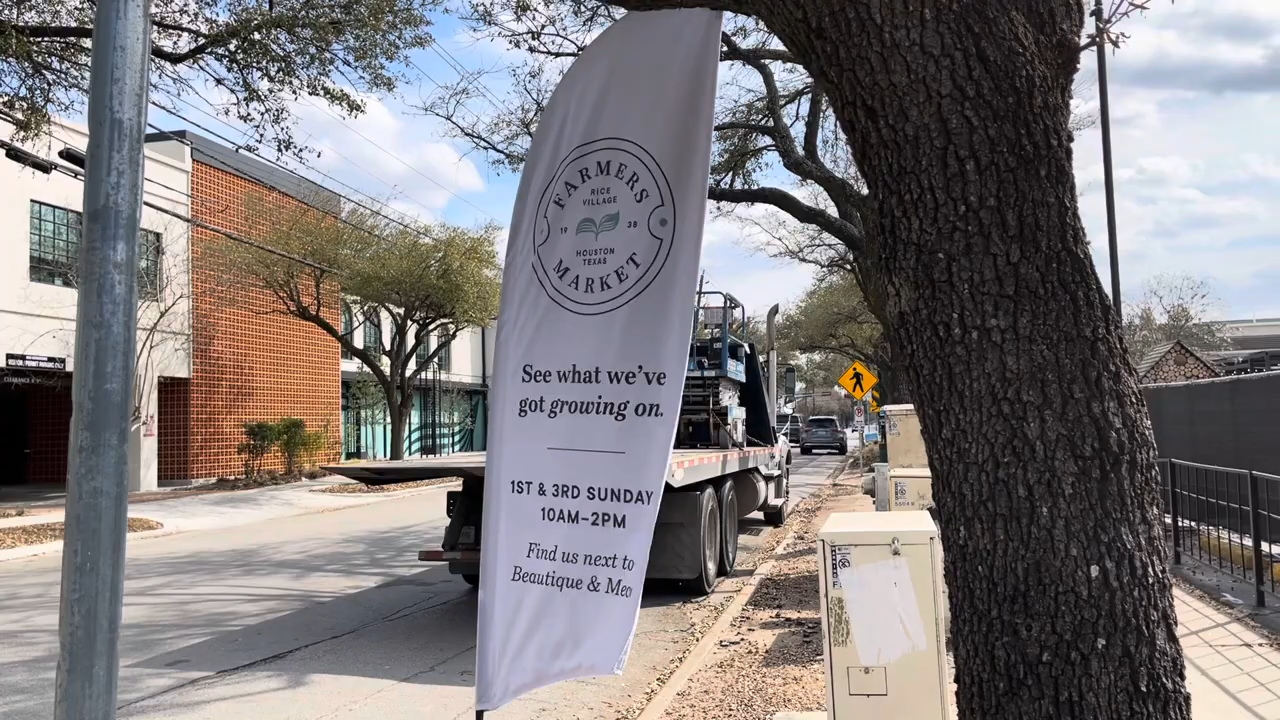 FARMERS
RICE
VILLAGE
19 38
HOUSTON
TEXAS
MARKET
See what we've
got growing on.
1ST & 3RD SUNDAY
10AM–2PM
Find us next to
Beautique &
CLEARANCE